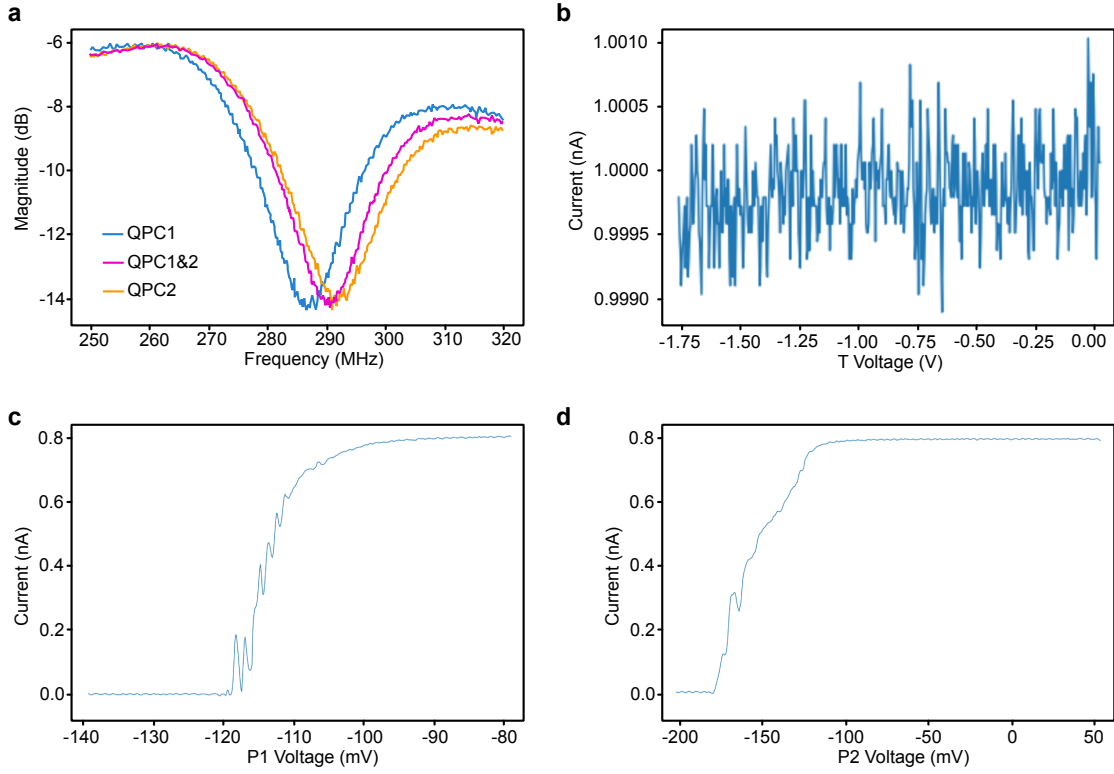 a
-6
-8
-10
-12
-14
Magnitude (dB)
QPC1
QPC1&2
QPC2
250 260 270 280 290 300 310 320
Frequency (MHz)
b
1.0010
1.0005
1.0000
0.9995
0.9990
Current (nA)
-1.75 -1.50 -1.25 -1.00 -0.75 -0.50 -0.25 0.00
T Voltage (V)
c
0.8
0.6
0.4
0.2
0.0
Current (nA)
-140 -130 -120 -110 -100 -90 -80
P1 Voltage (mV)
d
0.8
0.6
0.4
0.2
0.0
Current (nA)
-200 -150 -100 -50 0 50
P2 Voltage (mV)